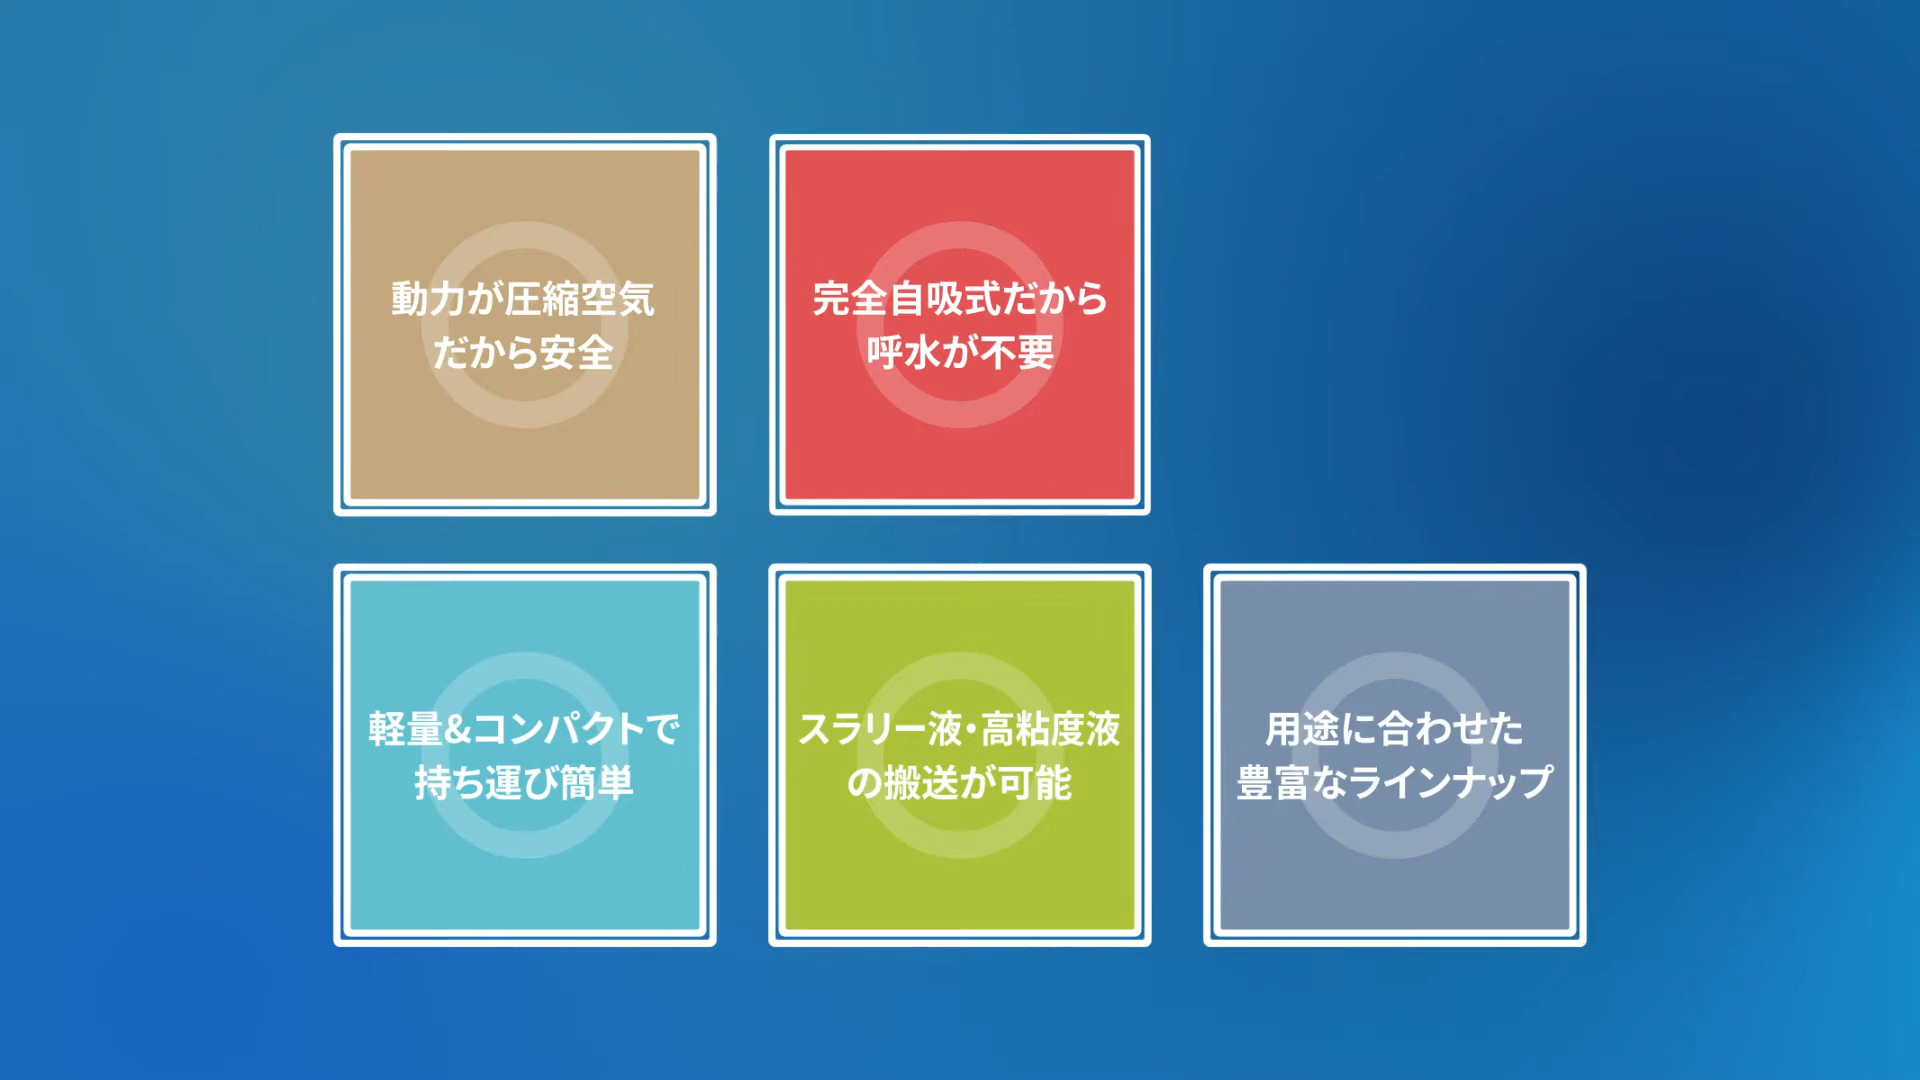 動力が圧縮空気
だから安全
完全自吸式だから
呼水が不要
軽量&コンパクトで
持ち運び簡単
スラリー液・高粘度液
の搬送が可能
用途に合わせた
豊富なラインナップ